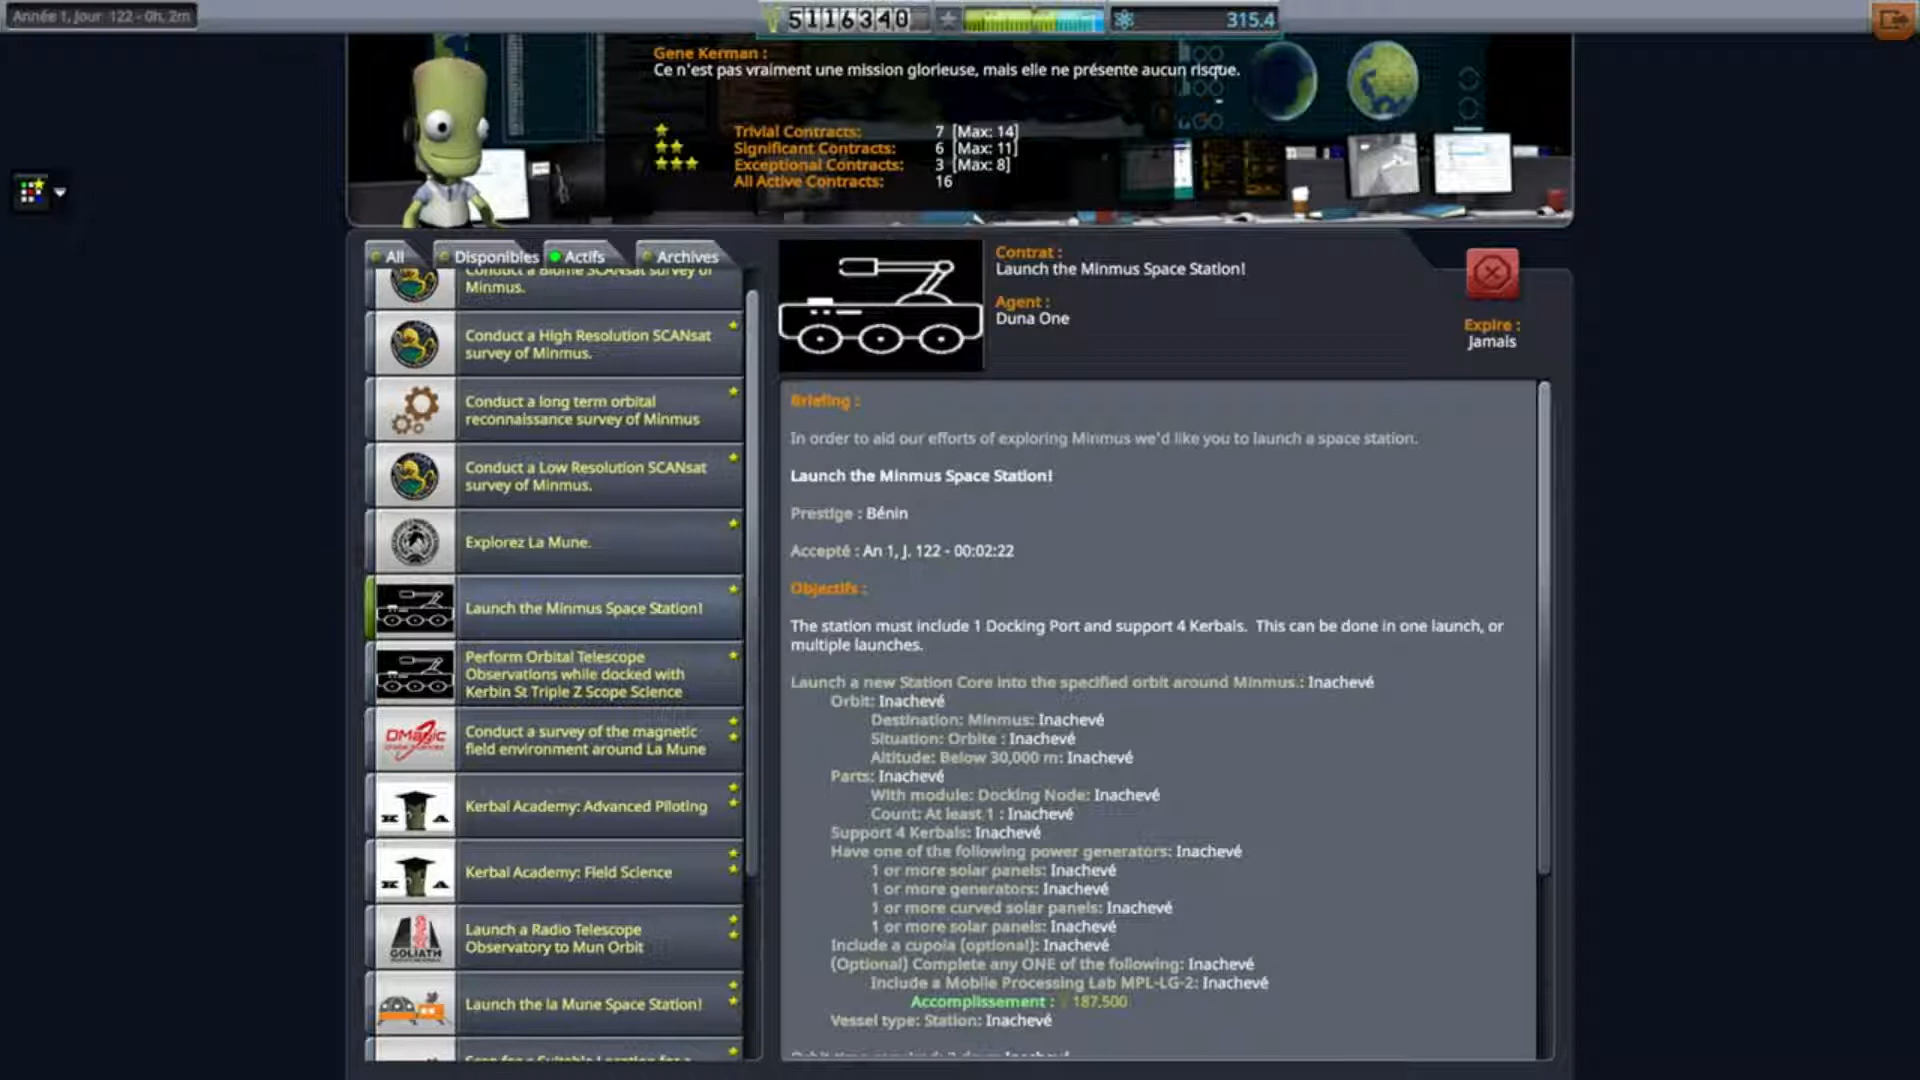 Année 1, Jour 122 - 0h, 2m
5116340
315.4
Gene Kerman :
Ce n'est pas vraiment une mission glorieuse, mais elle ne présente aucun risque.
Trivial Contracts: 7 [Max: 14]
Significant Contracts: 6 [Max: 11]
Exceptional Contracts: 3 [Max: 8]
All Active Contracts: 16
All
Disponibles
Actifs
Archives
Conduct a Biome SCANsat survey of
Minmus.
Conduct a High Resolution SCANsat
survey of Minmus.
Conduct a long term orbital
reconnaissance survey of Minmus
Conduct a Low Resolution SCANsat
survey of Minmus.
Explorez La Mune.
Launch the Minmus Space Station!
Perform Orbital Telescope
Observations while docked with
Kerbin St Triple Z Scope Science
DMagic
Conduct a survey of the magnetic
field environment around La Mune
K A
Kerbal Academy: Advanced Piloting
K A
Kerbal Academy: Field Science
GOLIATH
Launch a Radio Telescope
Observatory to Mun Orbit
Launch the la Mune Space Station!
Contrat :
Launch the Minmus Space Station!
Agent :
Duna One
Expire :
Jamais
Briefing :
In order to aid our efforts of exploring Minmus we'd like you to launch a space station.
Launch the Minmus Space Station!
Prestige : Bénin
Accepté : An 1, J. 122 - 00:02:22
Objectifs :
The station must include 1 Docking Port and support 4 Kerbals. This can be done in one launch, or
multiple launches.
Launch a new Station Core into the specified orbit around Minmus.: Inachevé
Orbit: Inachevé
Destination: Minmus: Inachevé
Situation: Orbite : Inachevé
Altitude: Below 30,000 m: Inachevé
Parts: Inachevé
With module: Docking Node: Inachevé
Count: At least 1 : Inachevé
Support 4 Kerbals: Inachevé
Have one of the following power generators: Inachevé
1 or more solar panels: Inachevé
1 or more generators: Inachevé
1 or more curved solar panels: Inachevé
1 or more solar panels: Inachevé
Include a cupola (optional): Inachevé
(Optional) Complete any ONE of the following: Inachevé
Include a Mobile Processing Lab MPL-LG-2: Inachevé
Accomplissement : 187,500
Vessel type: Station: Inachevé